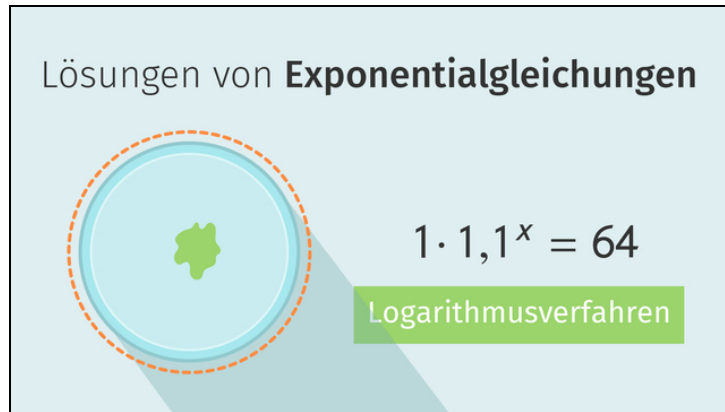 Lösungen von Exponentialgleichungen
1 · 1,1ˣ = 64
Logarithmusverfahren